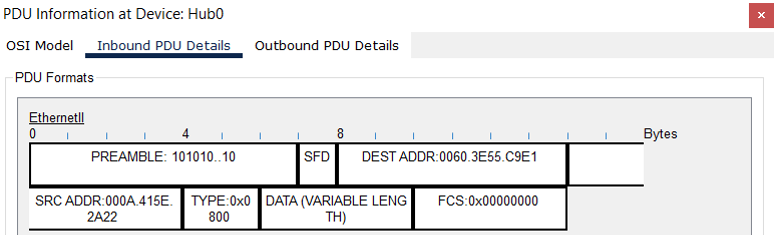 PDU Information at Device: Hub0
OSI Model Inbound PDU Details Outbound PDU Details
PDU Formats
EthernetII
0 4 8 Bytes
PREAMBLE: 101010..10 SFD DEST ADDR:0060.3E55.C9E1
SRC ADDR:000A.415E. TYPE:0x0 DATA (VARIABLE LENG FCS:0x00000000
2A22 800 TH)